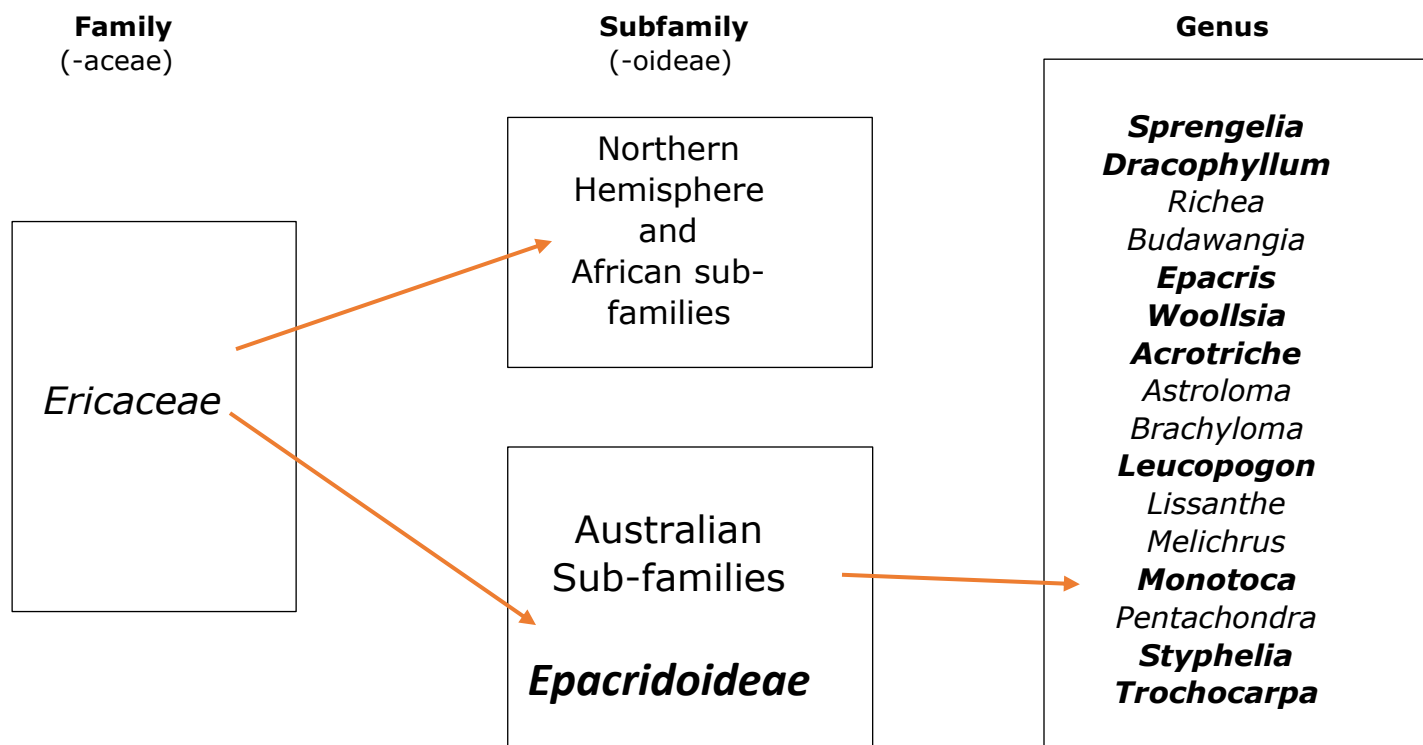 Family
(-aceae)
Subfamily
(-oideae)
Genus
Ericaceae
Northern
Hemisphere
and
African sub-
families
Australian
Sub-families
Epacridoideae
Sprengelia
Dracophyllum
Richea
Budawangia
Epacris
Woollsia
Acrotriche
Astroloma
Brachyloma
Leucopogon
Lissanthe
Melichrus
Monotoca
Pentachondra
Styphelia
Trochocarpa